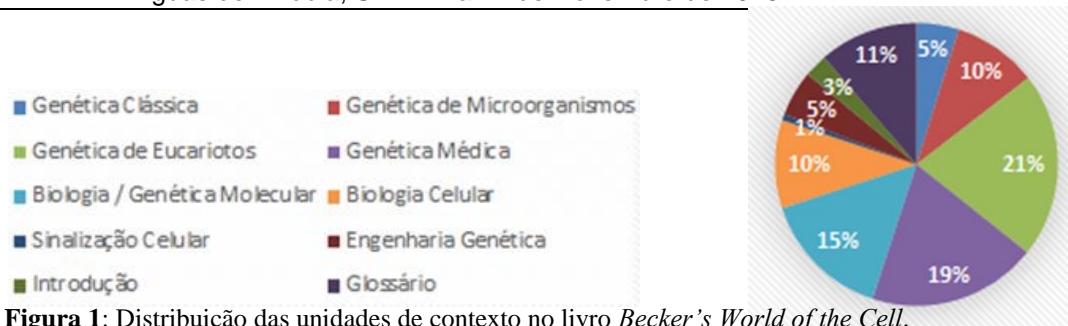 Genética Clássica
Genética de Microorganismos
Genética de Eucariotos
Genética Médica
Biologia / Genética Molecular
Biologia Celular
Sinalização Celular
Engenharia Genética
Introdução
Glossário
5%
10%
21%
19%
15%
10%
1%
5%
3%
11%
Figura 1: Distribuição das unidades de contexto no livro Becker's World of the Cell.